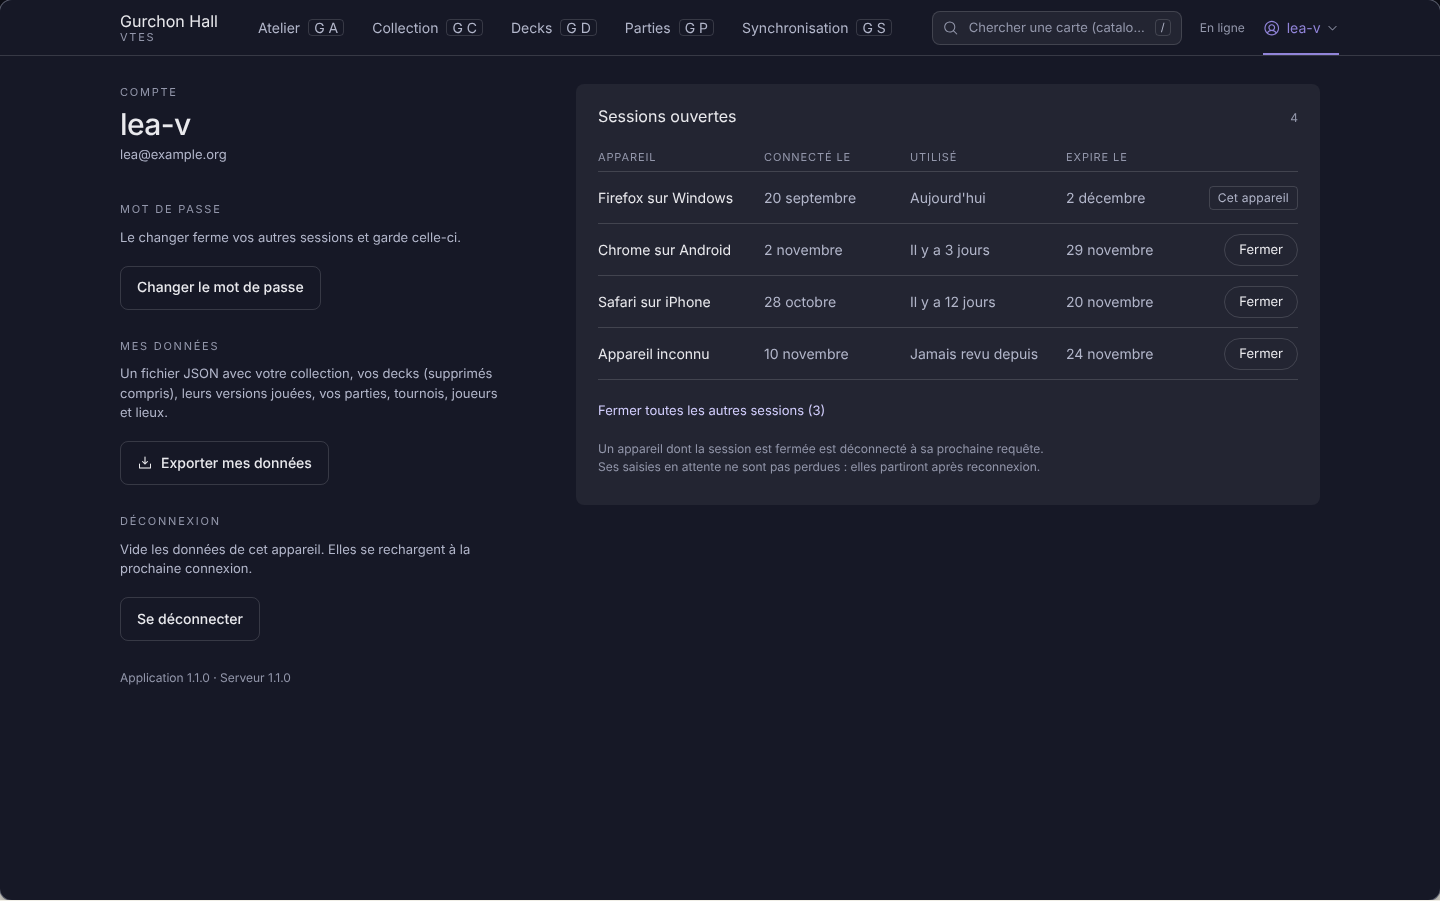 Gurchon Hall
VTES
Atelier G A
Collection G C
Decks G D
Parties G P
Synchronisation G S
Chercher une carte (catalo... /
En ligne
lea-v
COMPTE
lea-v
lea@example.org
MOT DE PASSE
Le changer ferme vos autres sessions et garde celle-ci.
Changer le mot de passe
MES DONNÉES
Un fichier JSON avec votre collection, vos decks (supprimés
compris), leurs versions jouées, vos parties, tournois, joueurs
et lieux.
Exporter mes données
DÉCONNEXION
Vide les données de cet appareil. Elles se rechargent à la
prochaine connexion.
Se déconnecter
Application 1.1.0 · Serveur 1.1.0
Sessions ouvertes 4
APPAREIL CONNECTÉ LE UTILISÉ EXPIRE LE
Firefox sur Windows 20 septembre Aujourd'hui 2 décembre Cet appareil
Chrome sur Android 2 novembre Il y a 3 jours 29 novembre Fermer
Safari sur iPhone 28 octobre Il y a 12 jours 20 novembre Fermer
Appareil inconnu 10 novembre Jamais revu depuis 24 novembre Fermer
Fermer toutes les autres sessions (3)
Un appareil dont la session est fermée est déconnecté à sa prochaine requête.
Ses saisies en attente ne sont pas perdues : elles partiront après reconnexion.